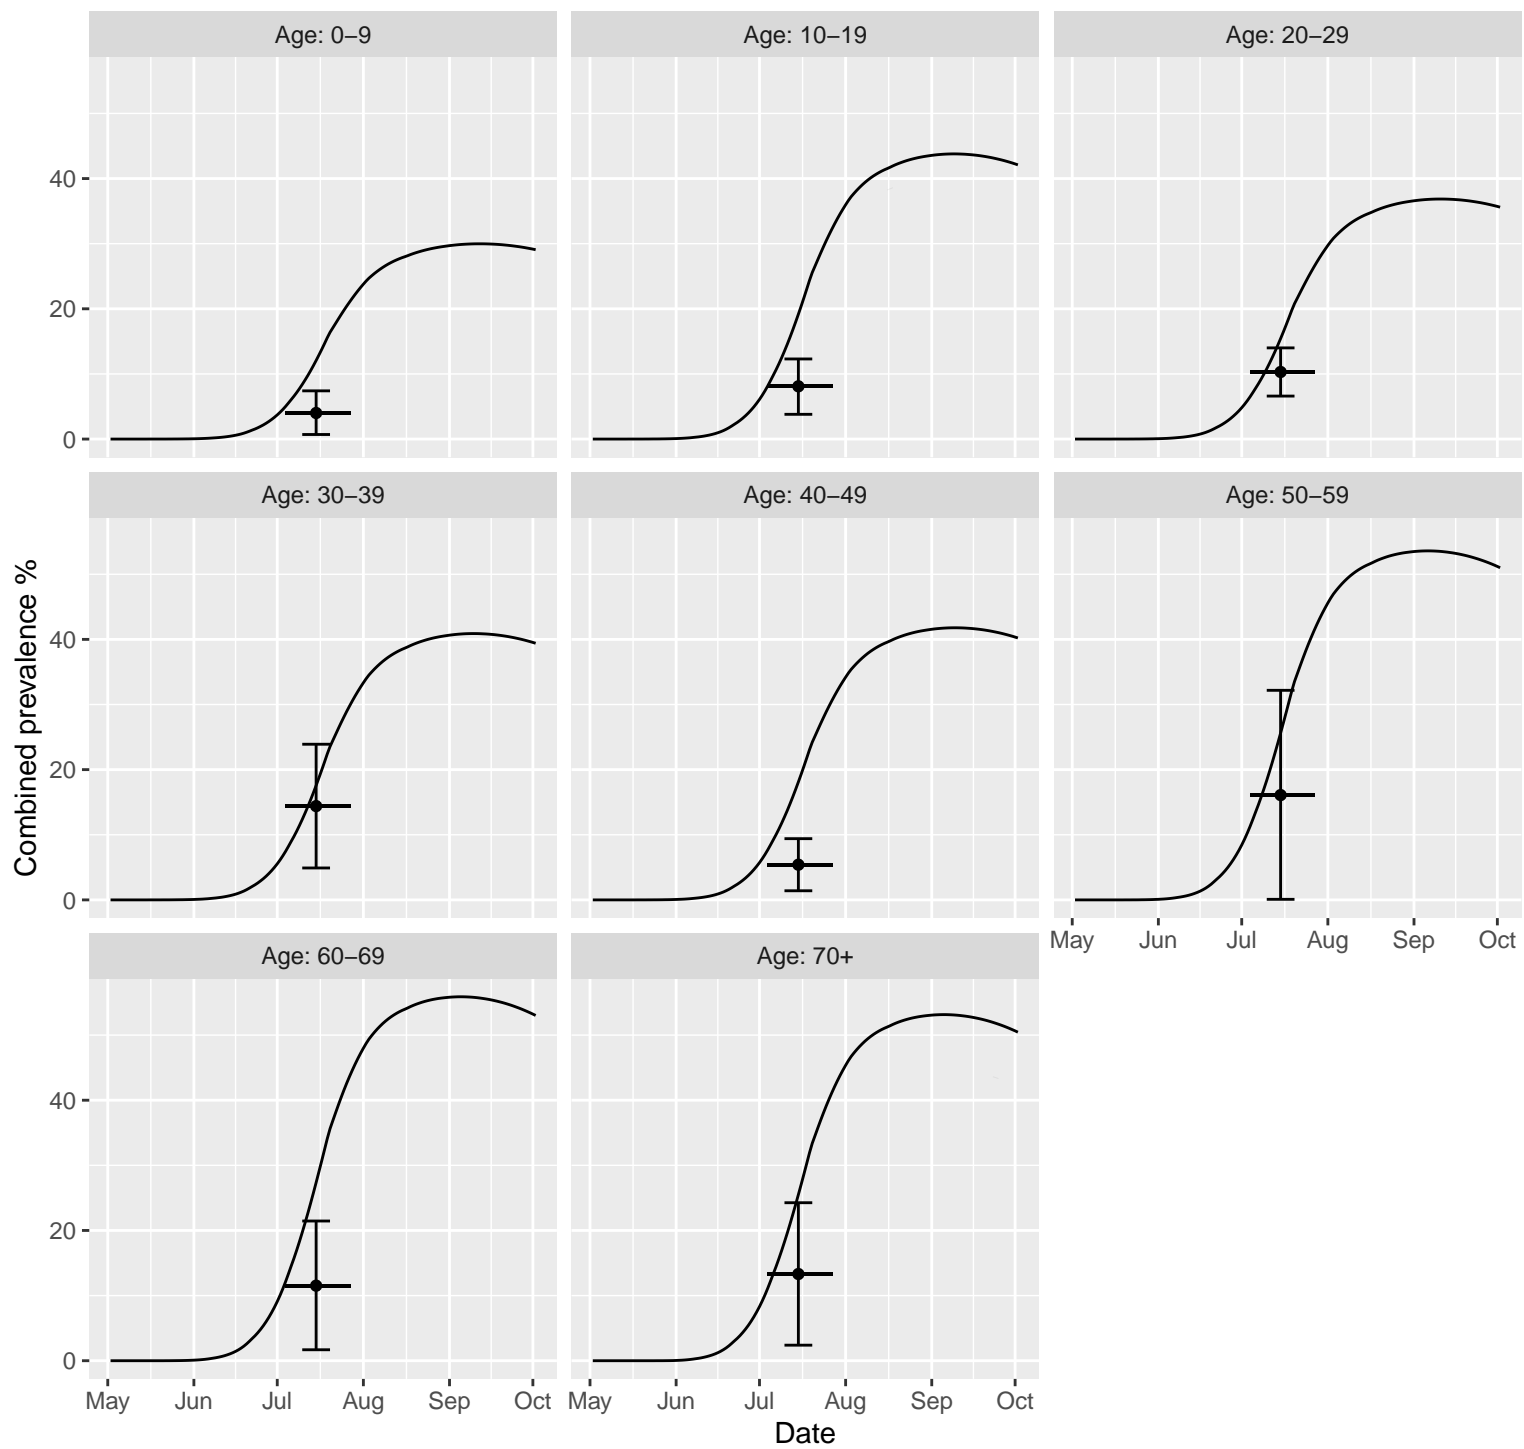 Age: 0–9
Age: 10–19
Age: 20–29
40
20
0
Age: 30–39
Age: 40–49
Age: 50–59
Combined prevalence %
40
20
0
May Jun Jul Aug Sep Oct
Age: 60–69
Age: 70+
40
20
0
May Jun Jul Aug Sep Oct
May Jun Jul Aug Sep Oct
Date